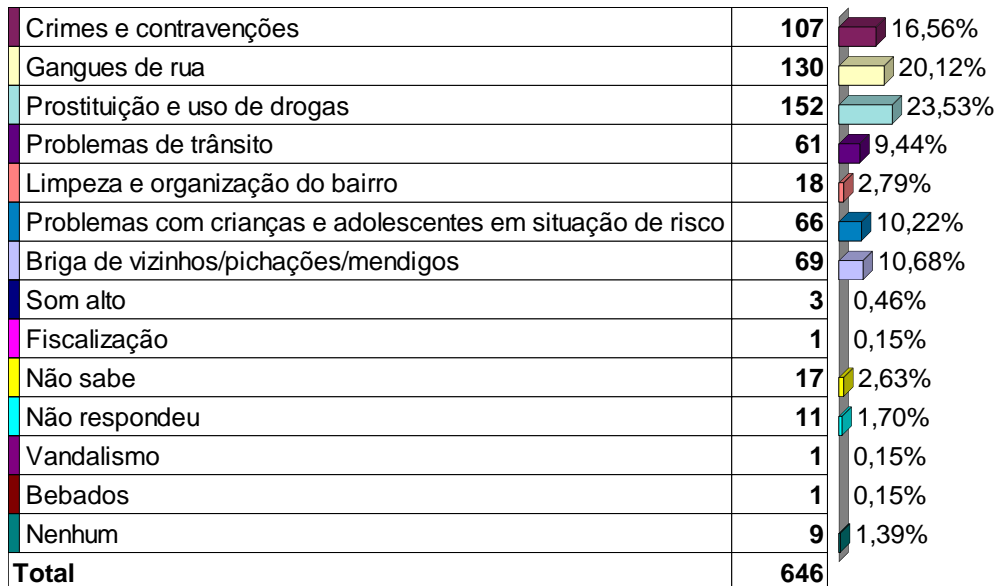 Crimes e contravenções 107 16,56%
Gangues de rua 130 20,12%
Prostituição e uso de drogas 152 23,53%
Problemas de trânsito 61 9,44%
Limpeza e organização do bairro 18 2,79%
Problemas com crianças e adolescentes em situação de risco 66 10,22%
Briga de vizinhos/pichações/mendigos 69 10,68%
Som alto 3 0,46%
Fiscalização 1 0,15%
Não sabe 17 2,63%
Não respondeu 11 1,70%
Vandalismo 1 0,15%
Bebados 1 0,15%
Nenhum 9 1,39%
Total 646